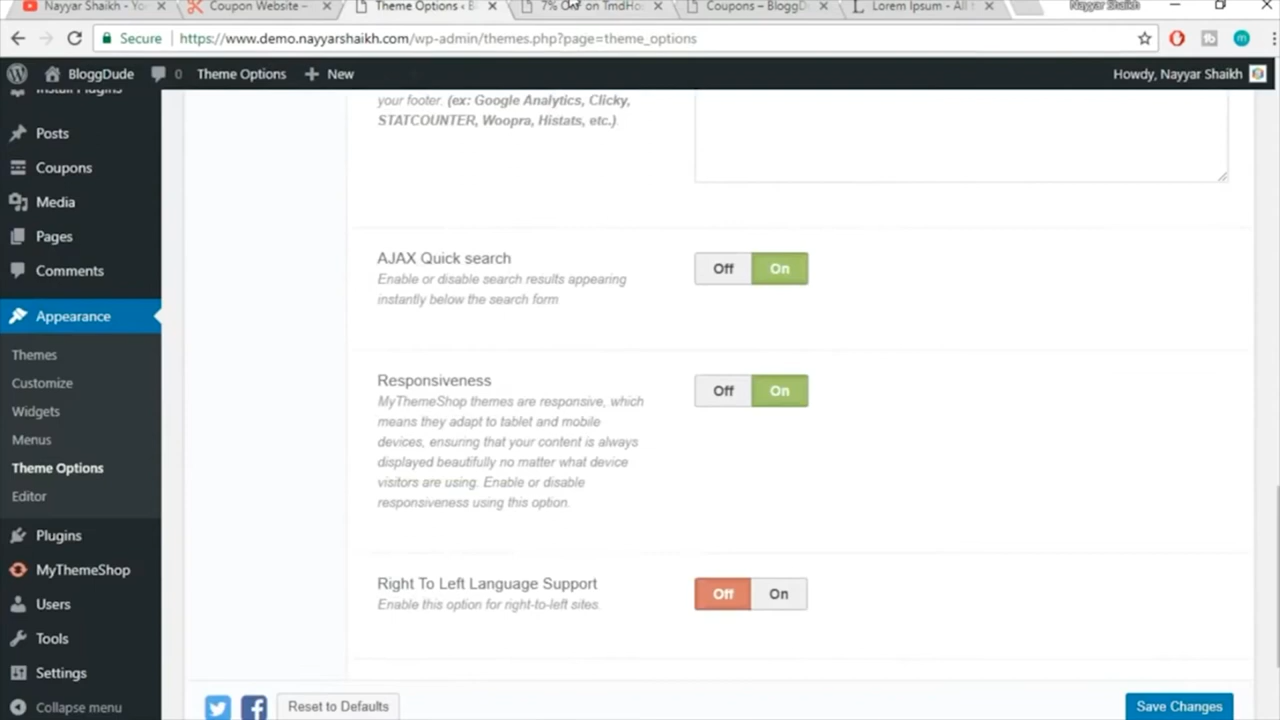 Nayyar Shaikh - Yo
Coupon Website –
Theme Options ‹ B
7% on TmdHo
Coupons – BloggD
Lorem Ipsum - All
Nayyar Shaikh
Secure
https://www.demo.nayyarshaikh.com/wp-admin/themes.php?page=theme_options
BloggDude
0
Theme Options
+ New
Howdy, Nayyar Shaikh
Install Plugins
Posts
Coupons
Media
Pages
Comments
Appearance
Themes
Customize
Widgets
Menus
Theme Options
Editor
Plugins
MyThemeShop
Users
Tools
Settings
Collapse menu
your footer. (ex: Google Analytics, Clicky,
STATCOUNTER, Woopra, Histats, etc.)
AJAX Quick search
Enable or disable search results appearing
instantly below the search form
Off On
Responsiveness
MyThemeShop themes are responsive, which
means they adapt to tablet and mobile
devices, ensuring that your content is always
displayed beautifully no matter what device
visitors are using. Enable or disable
responsiveness using this option.
Off On
Right To Left Language Support
Enable this option for right-to-left sites.
Off On
Reset to Defaults
Save Changes